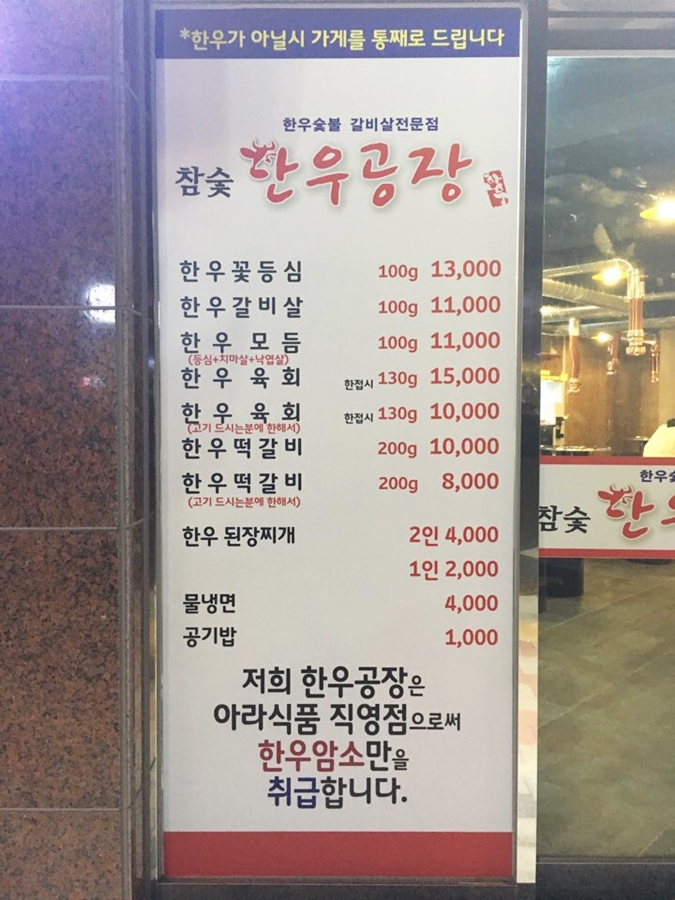 *한우가 아닐시 가게를 통째로 드립니다
한우숯불 갈비살전문점
참숯 한우공장
한우꽃등심 100g 13,000
한우갈비살 100g 11,000
한우모듬 100g 11,000
(등심+치마살+낙엽살)
한우육회 한접시 130g 15,000
한우육회 한접시 130g 10,000
(고기 드시는분에 한해서)
한우떡갈비 200g 10,000
한우떡갈비 200g 8,000
(고기 드시는분에 한해서)
한우 된장찌개 2인 4,000
1인 2,000
물냉면 4,000
공기밥 1,000
저희 한우공장은
아라식품 직영점으로써
한우암소만을
취급합니다.
한우숯
참숯 한우